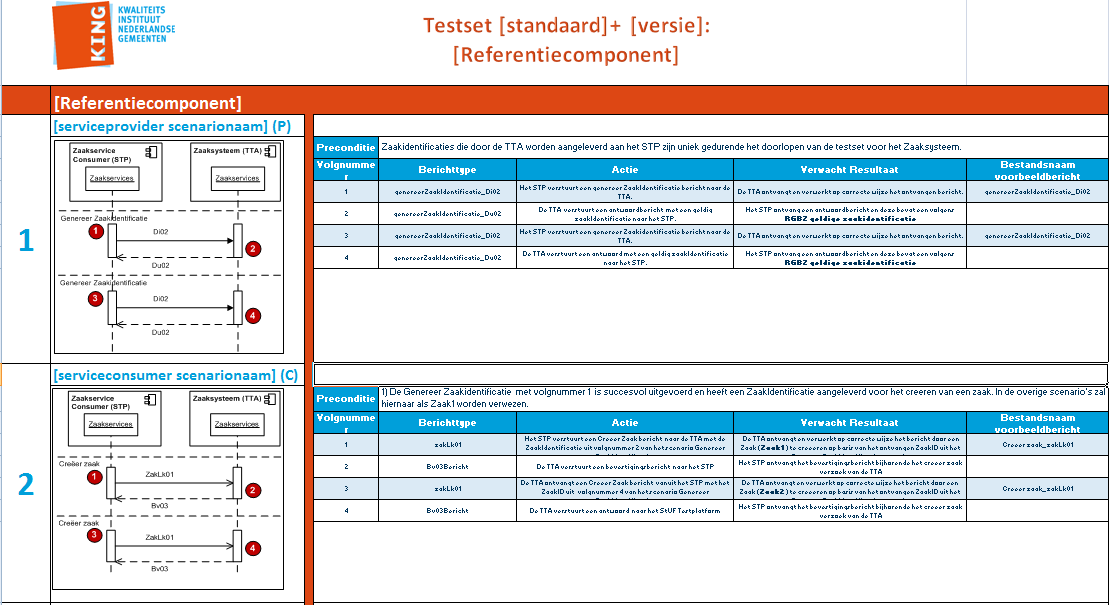 KING
KWALITEITS
INSTITUUT
NEDERLANDSE
GEMEENTEN
Testset [standaard]+ [versie]:
[Referentiecomponent]
[Referentiecomponent]
1
[serviceprovider scenarionaam] (P)
Zaakservice
Consumer (STP)
Zaakservices
Zaaksysteem (TTA)
Zaakservices
Genereer Zaakidentificatie
1
Di02
2
Du02
Genereer Zaakidentificatie
3
Di02
4
Du02
Preconditie
Zaakidentificaties die door de TTA worden aangeleverd aan het STP zijn uniek gedurende het doorlopen van de testset voor het Zaaksysteem.
Volgnumme
r
Berichttype
Actie
Verwacht Resultaat
Bestandsnaam
voorbeeldbericht
1
genereerZaakIdentificatie_Di02
Het STP verstuurt een genereer Zaakidentificatie bericht naar de
TTA.
De TTA ontvangt en verwerkt op correcte wijze het ontvangen bericht.
genereerZaakIdentificatie_Di02
2
genereerZaakIdentificatie_Du02
De TTA verstuurt een antwoordbericht met een geldig
zaakidentificatie naar het STP.
Het STP ontvang een antwoordbericht en deze bevat een volgens
RGBZ geldige zaakidentificatie
3
genereerZaakIdentificatie_Di02
Het STP verstuurt een genereer Zaakidentificatie bericht naar de
TTA.
De TTA ontvangt en verwerkt op correcte wijze het ontvangen bericht.
genereerZaakIdentificatie_Di02
4
genereerZaakIdentificatie_Du02
De TTA verstuurt een antwoord met een geldig zaakidentificatie
naar het STP.
Het STP ontvang een antwoordbericht en deze bevat een volgens
RGBZ geldige zaakidentificatie
2
[serviceconsumer scenarionaam] (C)
Zaakservice
Consumer (STP)
Zaakservices
Zaaksysteem (TTA)
Zaakservices
Creëer zaak
1
ZakLk01
2
Bv03
Creëer zaak
3
ZakLk01
4
Bv03
Preconditie
1) De Genereer Zaakidentificatie met volgnummer 1 is succesvol uitgevoerd en heeft een ZaakIdentificatie aangeleverd voor het creeren van een zaak. In de overige scenario's zal
hiernaar als Zaak1 worden verwezen.
Volgnumme
r
Berichttype
Actie
Verwacht Resultaat
Bestandsnaam
voorbeeldbericht
1
zakLk01
Het STP verstuurt een Creeer Zaak bericht naar de TTA met de
Zaakidentificatie uit volgnummer 2 van het scenario Genereer
De TTA ontvangt en verwerkt op correcte wijze het bericht door een
Zaak (Zaak1) te creeeren op basis van het ontvangen ZaakID uit het
Creeer zaak_zakLk01
2
Bv03Bericht
De TTA verstuurt een bevestigingbericht naar het STP
Het STP ontvangt het bevestigingsbericht bijhorende het creeer zaak
verzoek van de TTA
3
zakLk01
De TTA ontvangt een Creeer Zaak bericht vanuit het STP met het
ZaakID uit volgnummer 4 van het scenario Genereer
De TTA ontvangt en verwerkt op correcte wijze het bericht door een
Zaak (Zaak2) te creeeren op basis van het ontvangen ZaakID uit het
Creeer zaak_zakLk01
4
Bv03Bericht
De TTA verstuurt een antwoord naar het StUF Testplatform
Het STP ontvangt het bevestigingsbericht bijhorende het creeer zaak
verzoek van de TTA